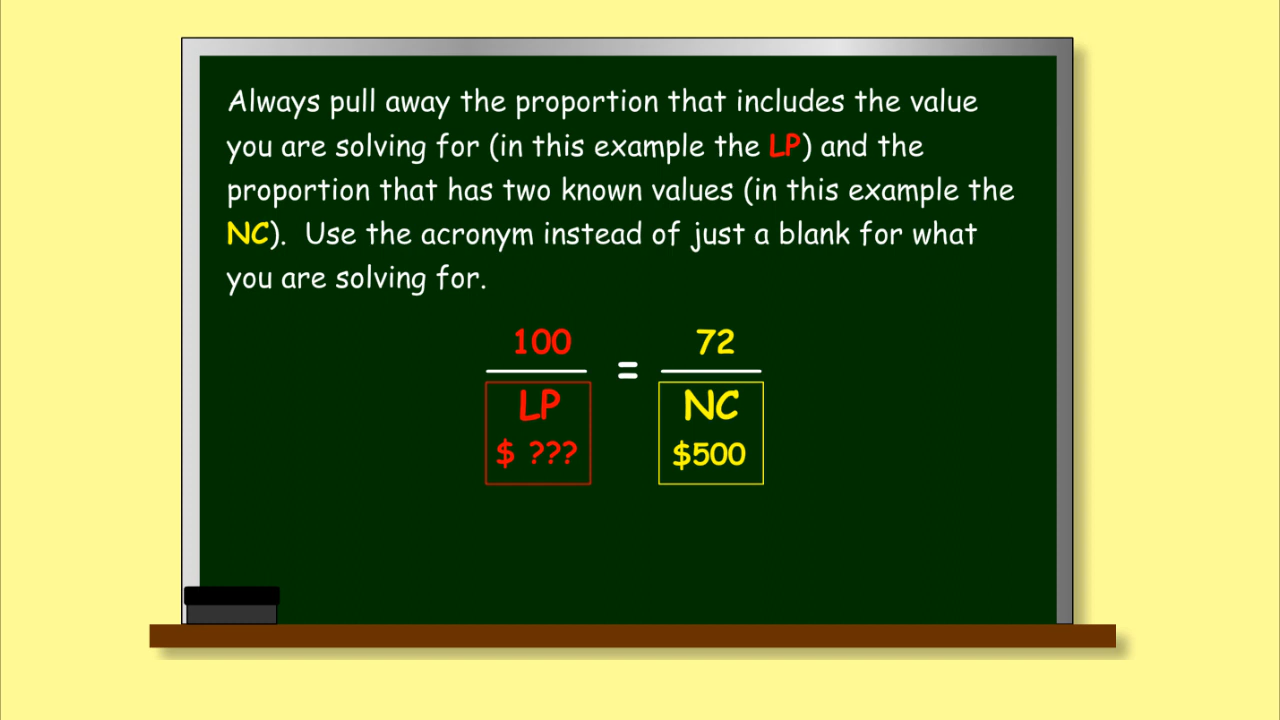 Always pull away the proportion that includes the value
you are solving for (in this example the LP) and the
proportion that has two known values (in this example the
NC). Use the acronym instead of just a blank for what
you are solving for.
100 = 72
LP NC
$ ??? $500